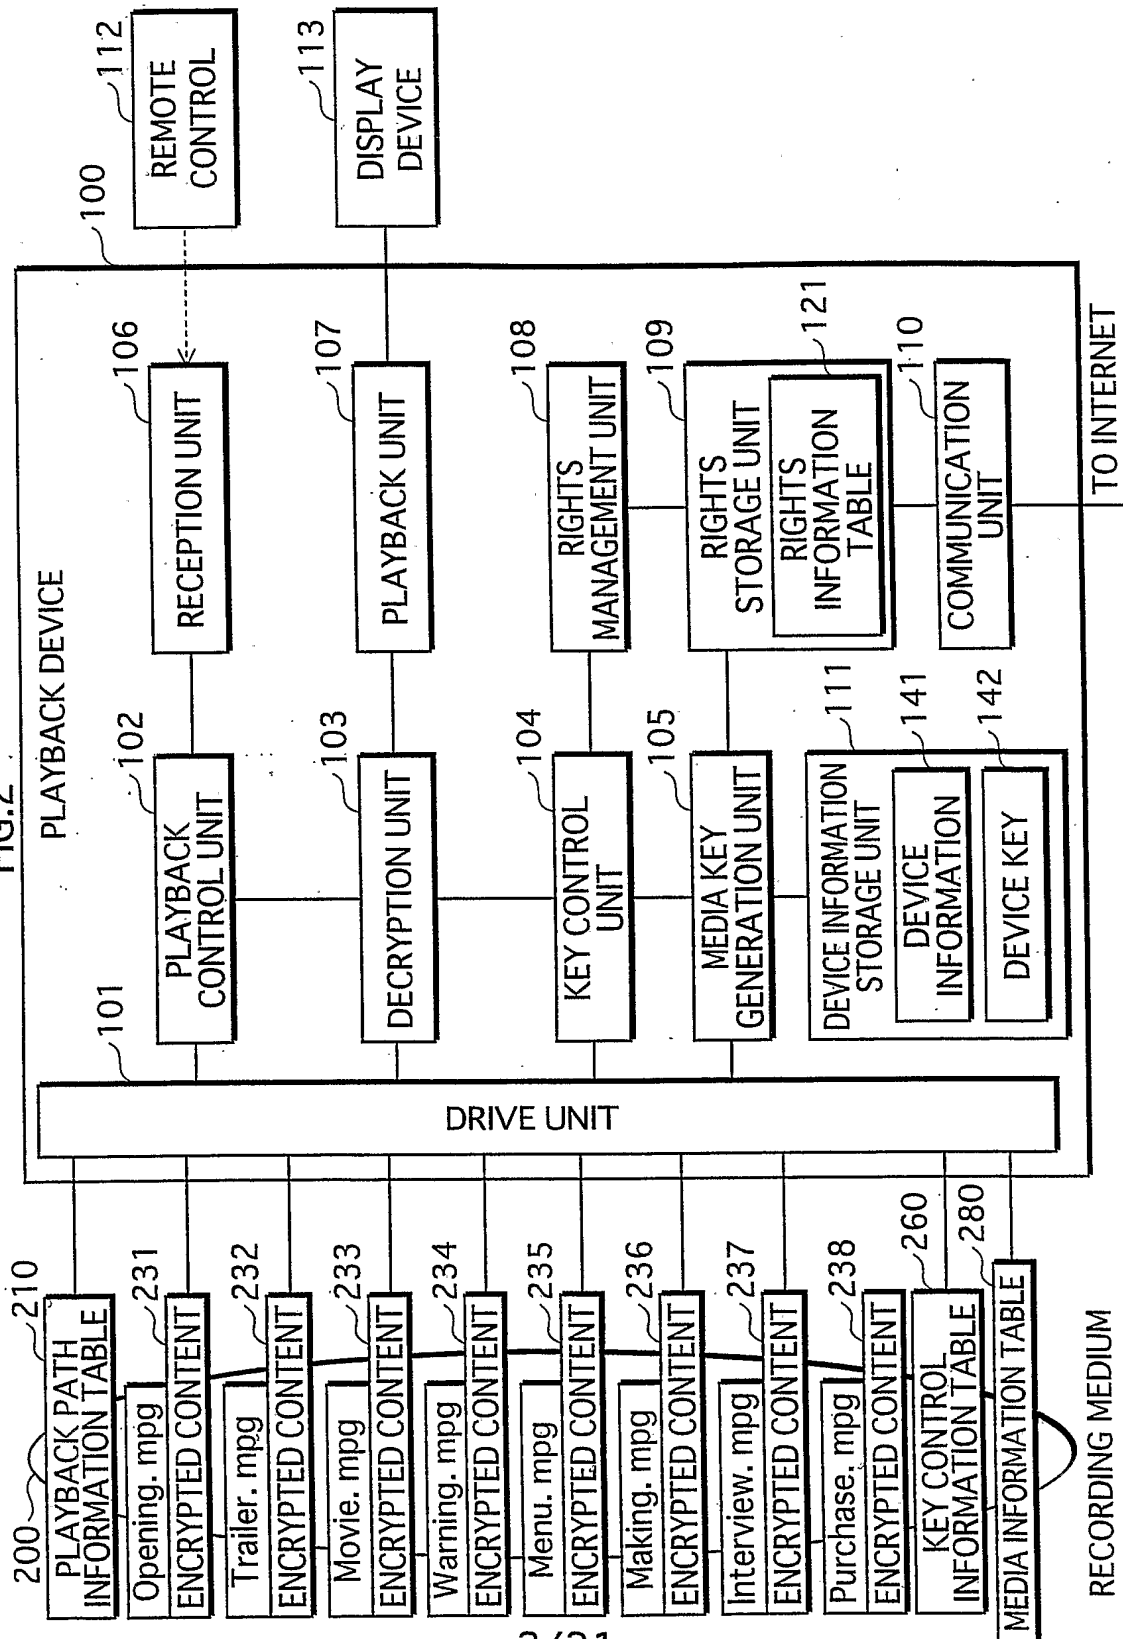 FIG.2
200
210
PLAYBACK PATH
INFORMATION TABLE
Opening. mpg
231
ENCRYPTED CONTENT
Trailer. mpg
232
ENCRYPTED CONTENT
Movie. mpg
233
ENCRYPTED CONTENT
Warning. mpg
234
ENCRYPTED CONTENT
Menu. mpg
235
ENCRYPTED CONTENT
Making. mpg
236
ENCRYPTED CONTENT
Interview. mpg
237
ENCRYPTED CONTENT
Purchase. mpg
238
ENCRYPTED CONTENT
260
KEY CONTROL
INFORMATION TABLE
280
MEDIA INFORMATION TABLE
RECORDING MEDIUM
PLAYBACK DEVICE
100
101
DRIVE UNIT
102
PLAYBACK
CONTROL UNIT
103
DECRYPTION UNIT
104
KEY CONTROL
UNIT
105
MEDIA KEY
GENERATION UNIT
111
DEVICE INFORMATION
STORAGE UNIT
141
DEVICE
INFORMATION
142
DEVICE KEY
106
RECEPTION UNIT
107
PLAYBACK UNIT
108
RIGHTS
MANAGEMENT UNIT
109
RIGHTS
STORAGE UNIT
121
RIGHTS
INFORMATION
TABLE
110
COMMUNICATION
UNIT
TO INTERNET
112
REMOTE
CONTROL
113
DISPLAY
DEVICE